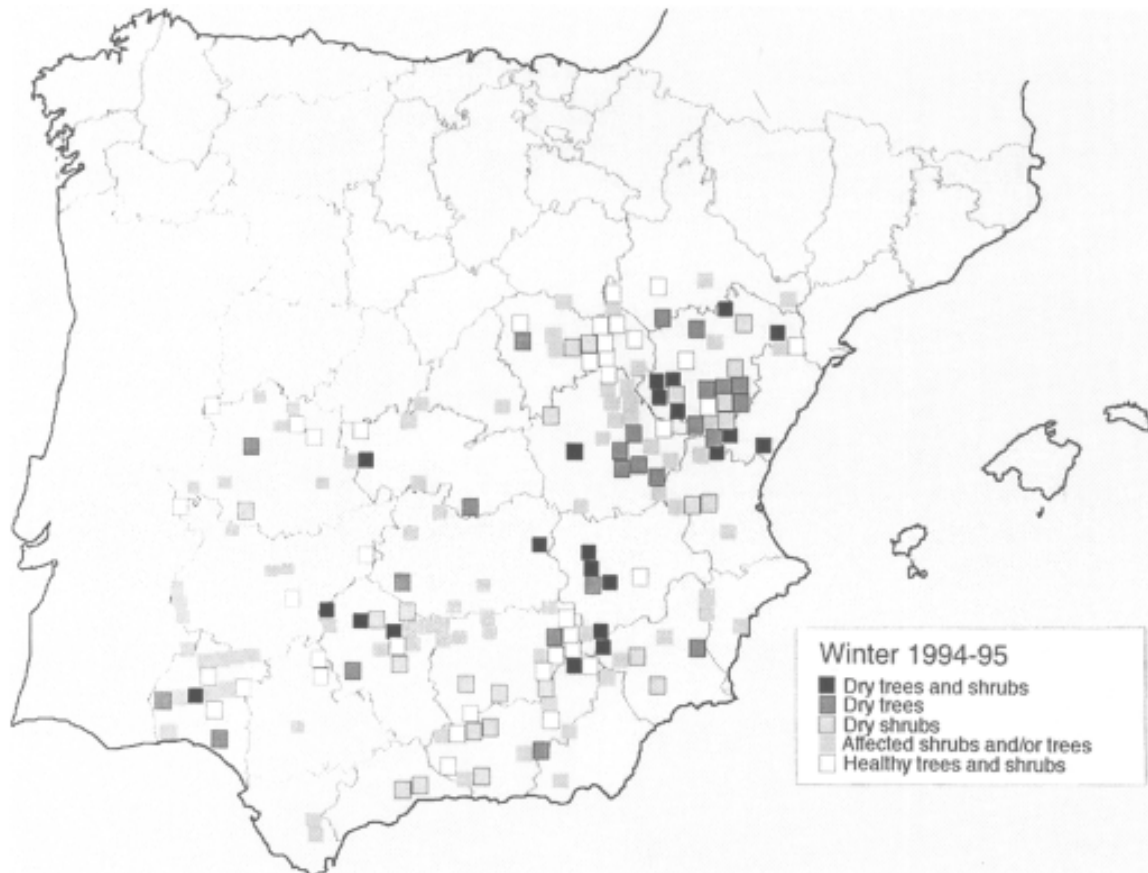 Winter 1994-95
Dry trees and shrubs
Dry trees
Dry shrubs
Affected shrubs and/or trees
Healthy trees and shrubs